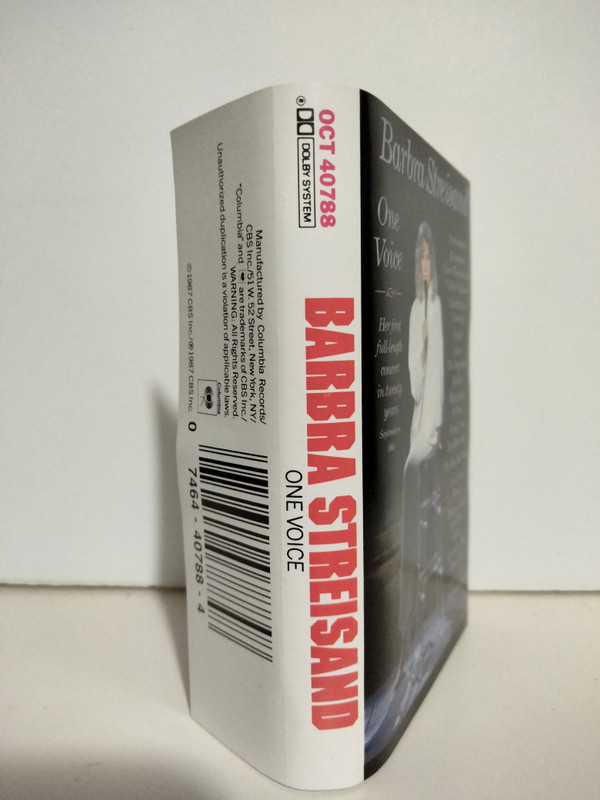 OCT 40788
DOLBY SYSTEM
BARBRA STREISAND
ONE VOICE
Manufactured by Columbia Records/
CBS Inc./51 W. 52 Street, New York, NY/
"Columbia" and are trademarks of CBS Inc./
WARNING: All Rights Reserved.
Unauthorized duplication is a violation of applicable laws.
© 1987 CBS Inc./℗ 1987 CBS Inc.
Columbia
0 7464 - 40788 - 4
Barbra Streisand
One
Voice
Her first
full-length
concert
in twenty
years.